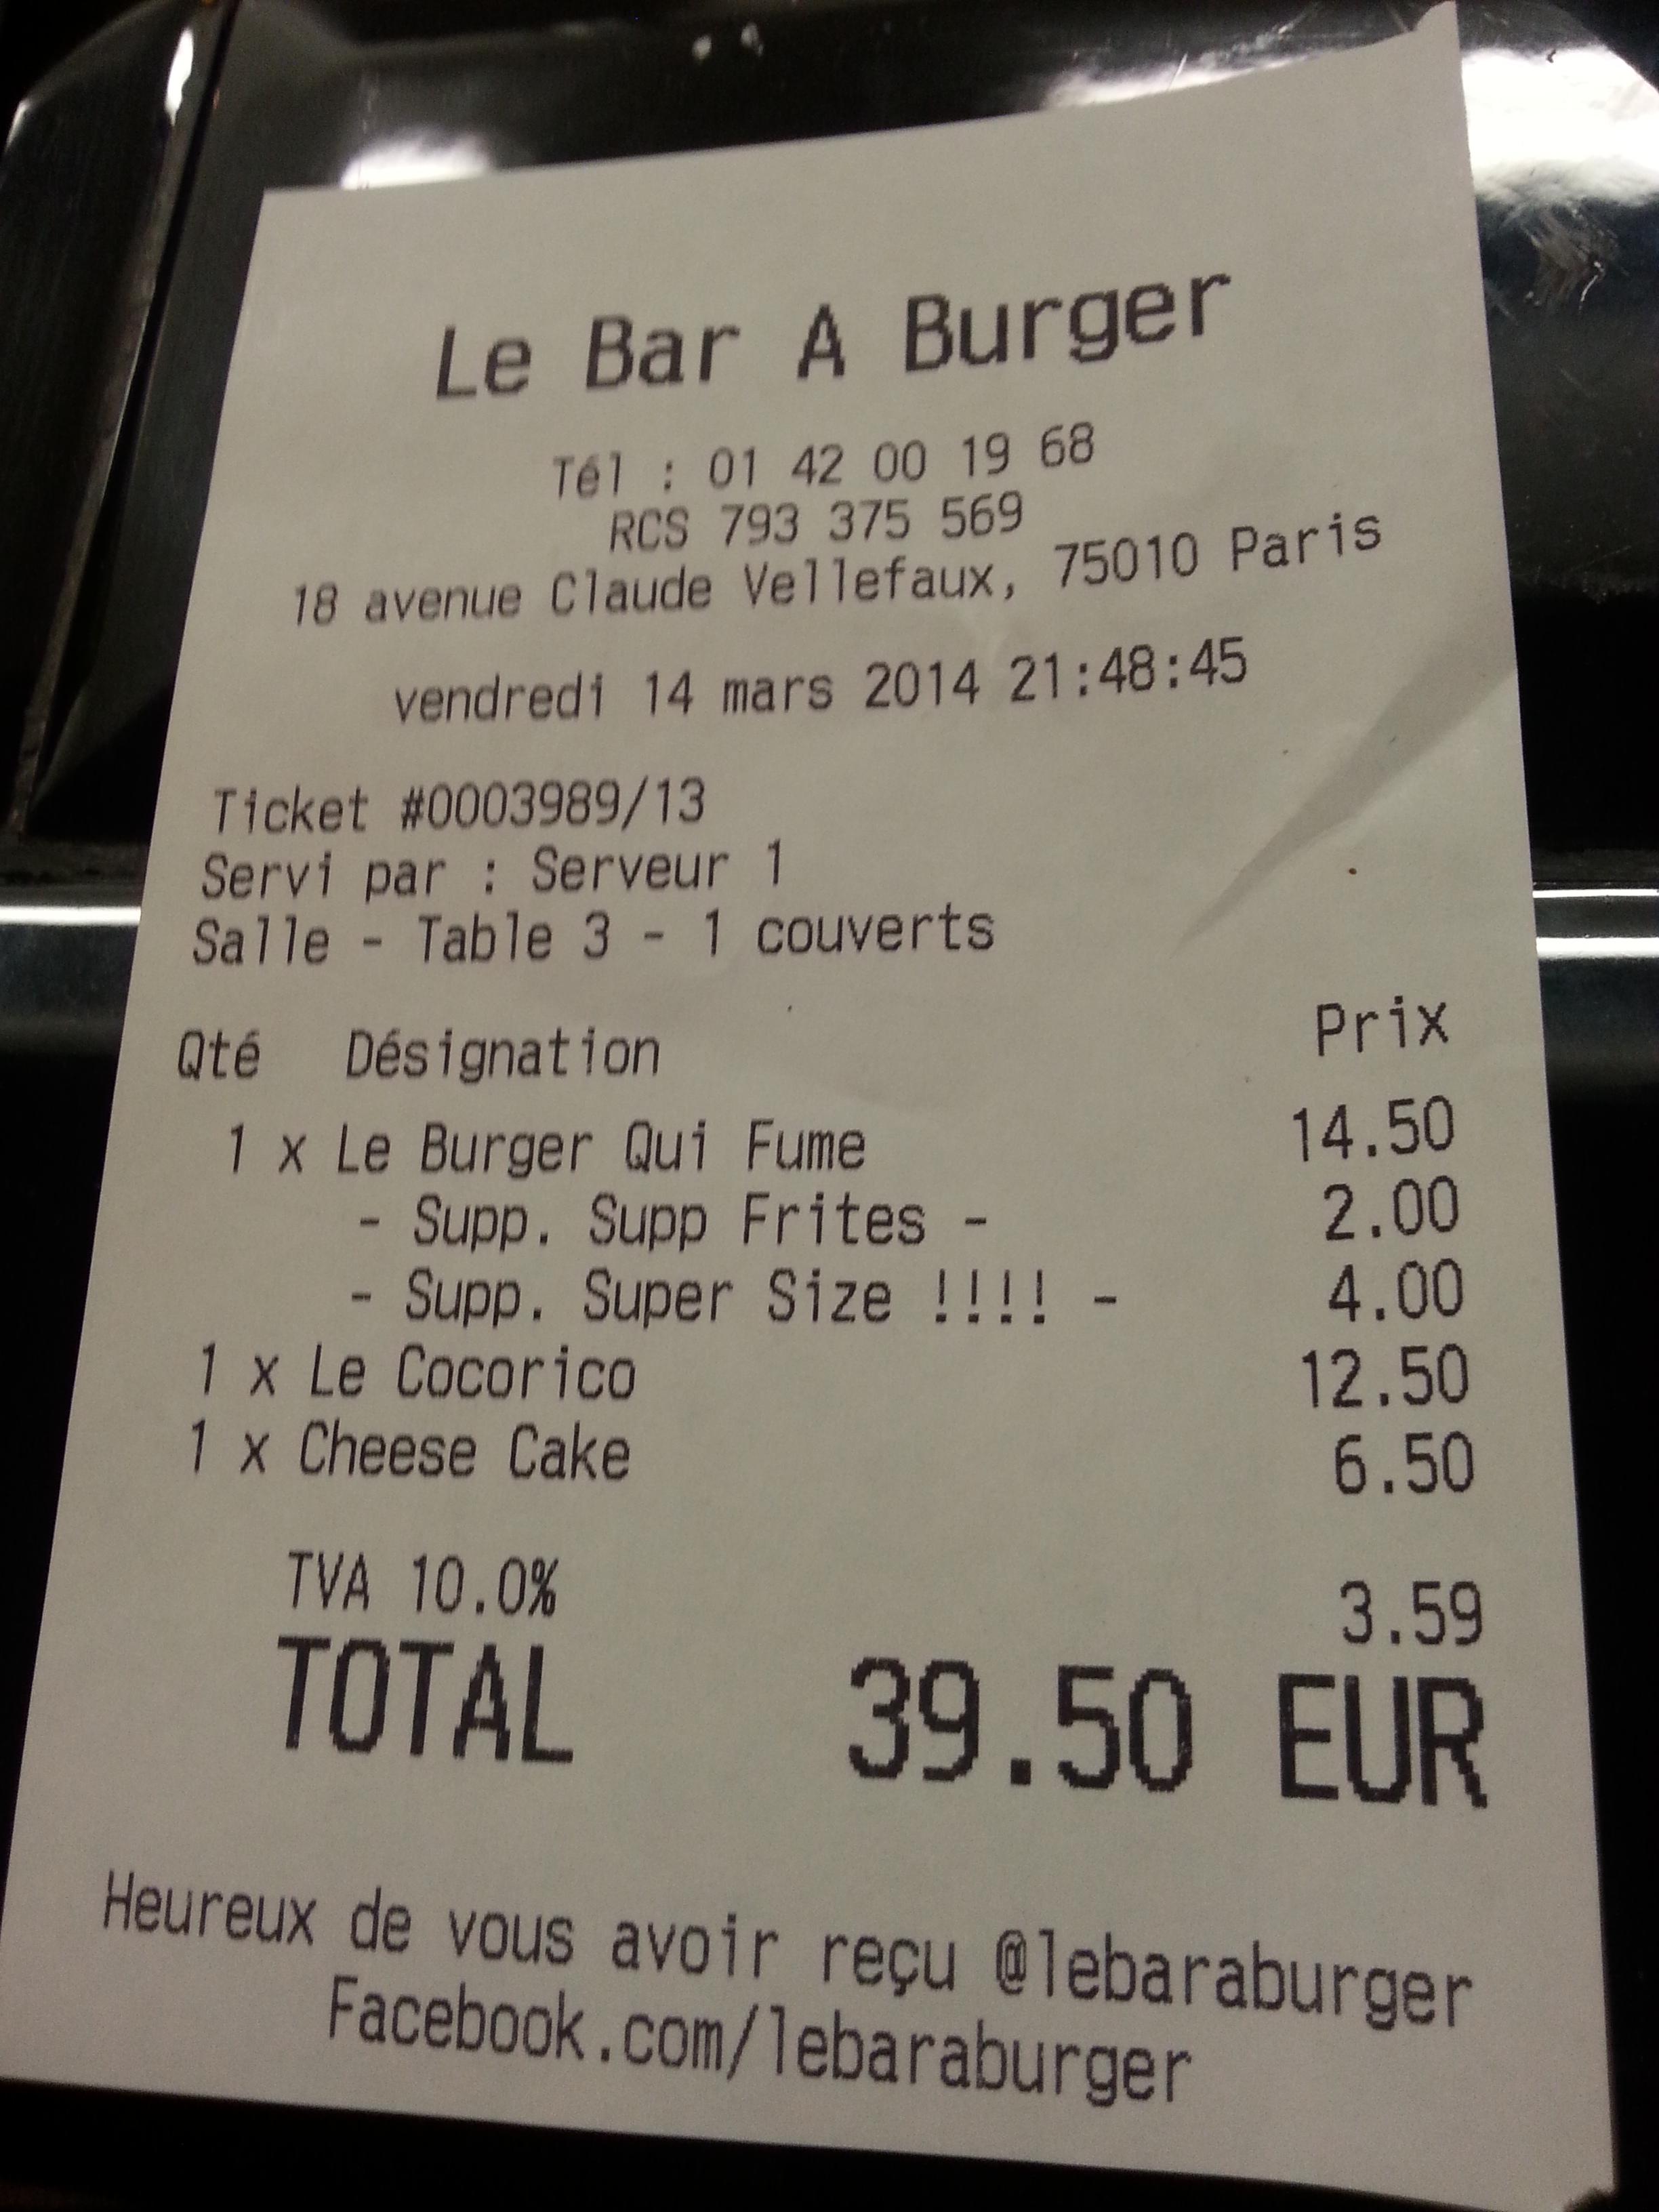 Le Bar A Burger
Tél : 01 42 00 19 68
RCS 793 375 569
18 avenue Claude Vellefaux, 75010 Paris
vendredi 14 mars 2014 21:48:45
Ticket #0003989/13
Servi par : Serveur 1
Salle - Table 3 - 1 couverts
Qté Désignation Prix
1 x Le Burger Qui Fume 14.50
- Supp. Supp Frites - 2.00
- Supp. Super Size !!!! - 4.00
1 x Le Cocorico 12.50
1 x Cheese Cake 6.50
TVA 10.0% 3.59
TOTAL 39.50 EUR
Heureux de vous avoir reçu @lebaraburger
Facebook.com/lebaraburger